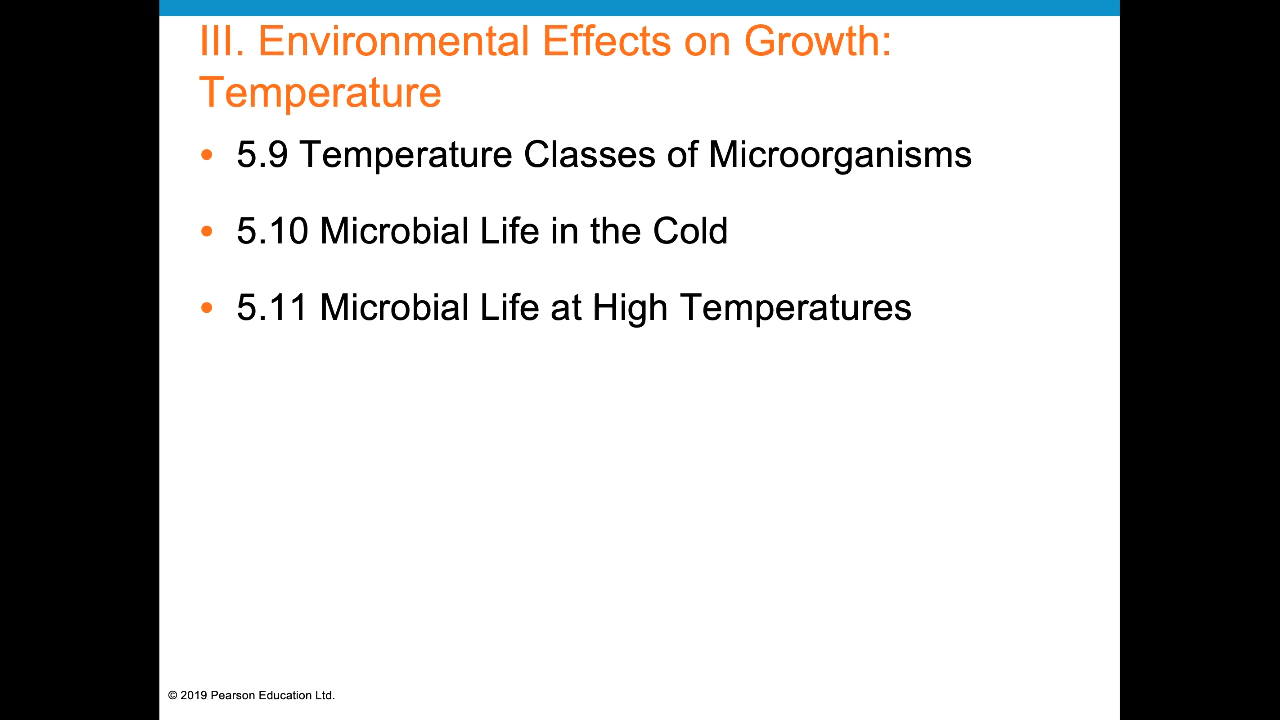 III. Environmental Effects on Growth:
Temperature
• 5.9 Temperature Classes of Microorganisms
• 5.10 Microbial Life in the Cold
• 5.11 Microbial Life at High Temperatures
© 2019 Pearson Education Ltd.